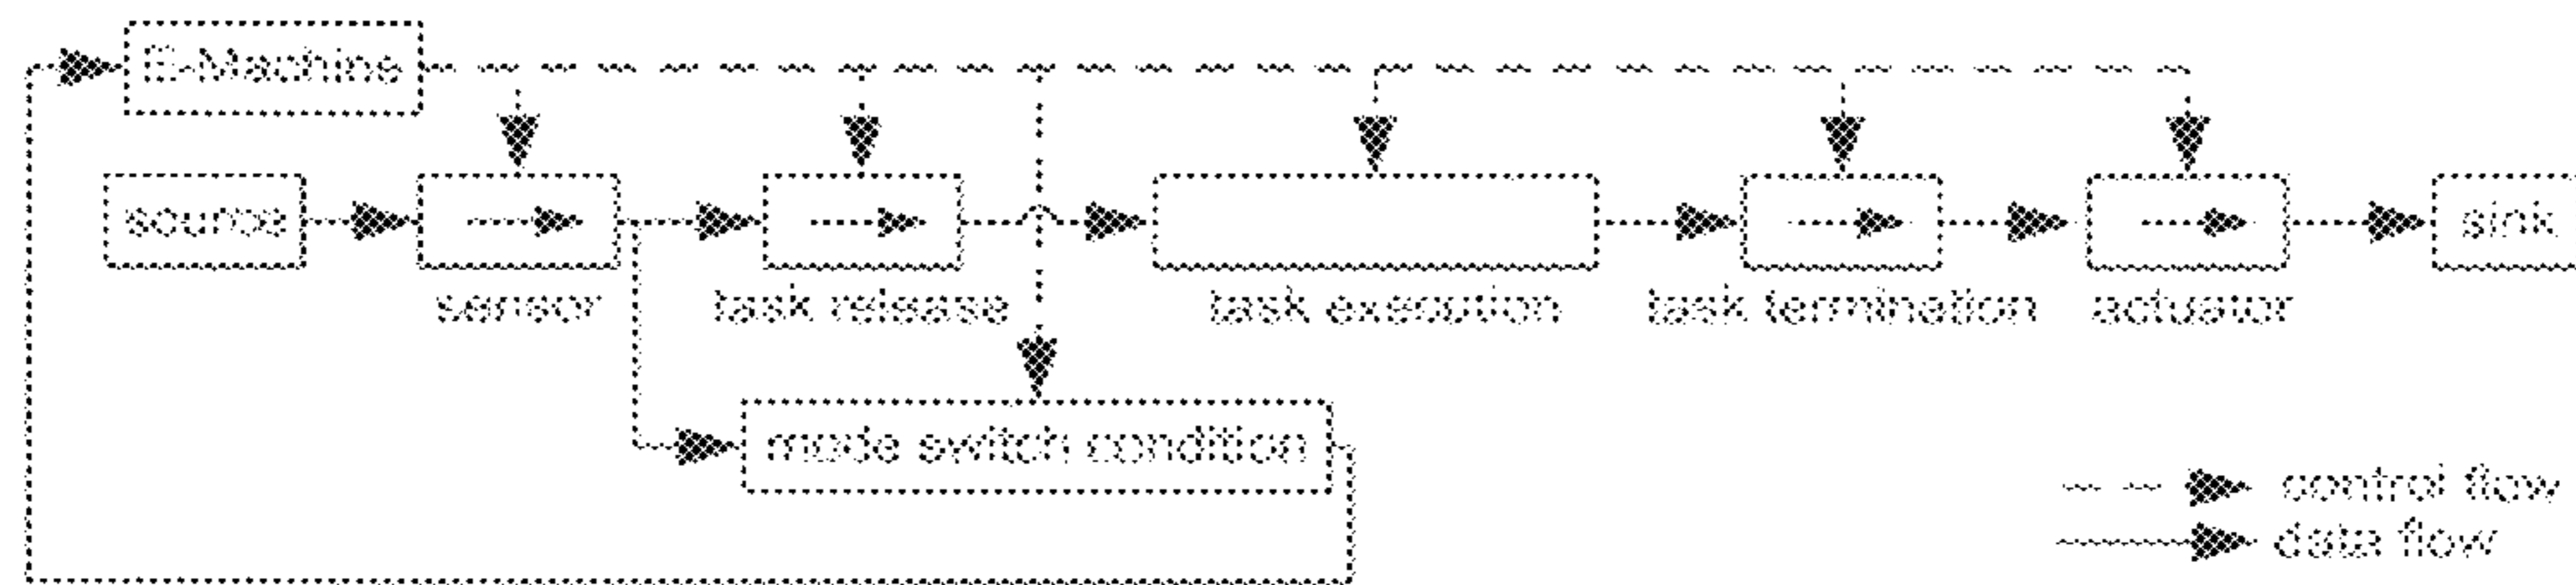 E-Machine
source
sink
sensor
task release
task execution
task termination
actuator
mode switch condition
control flow
data flow